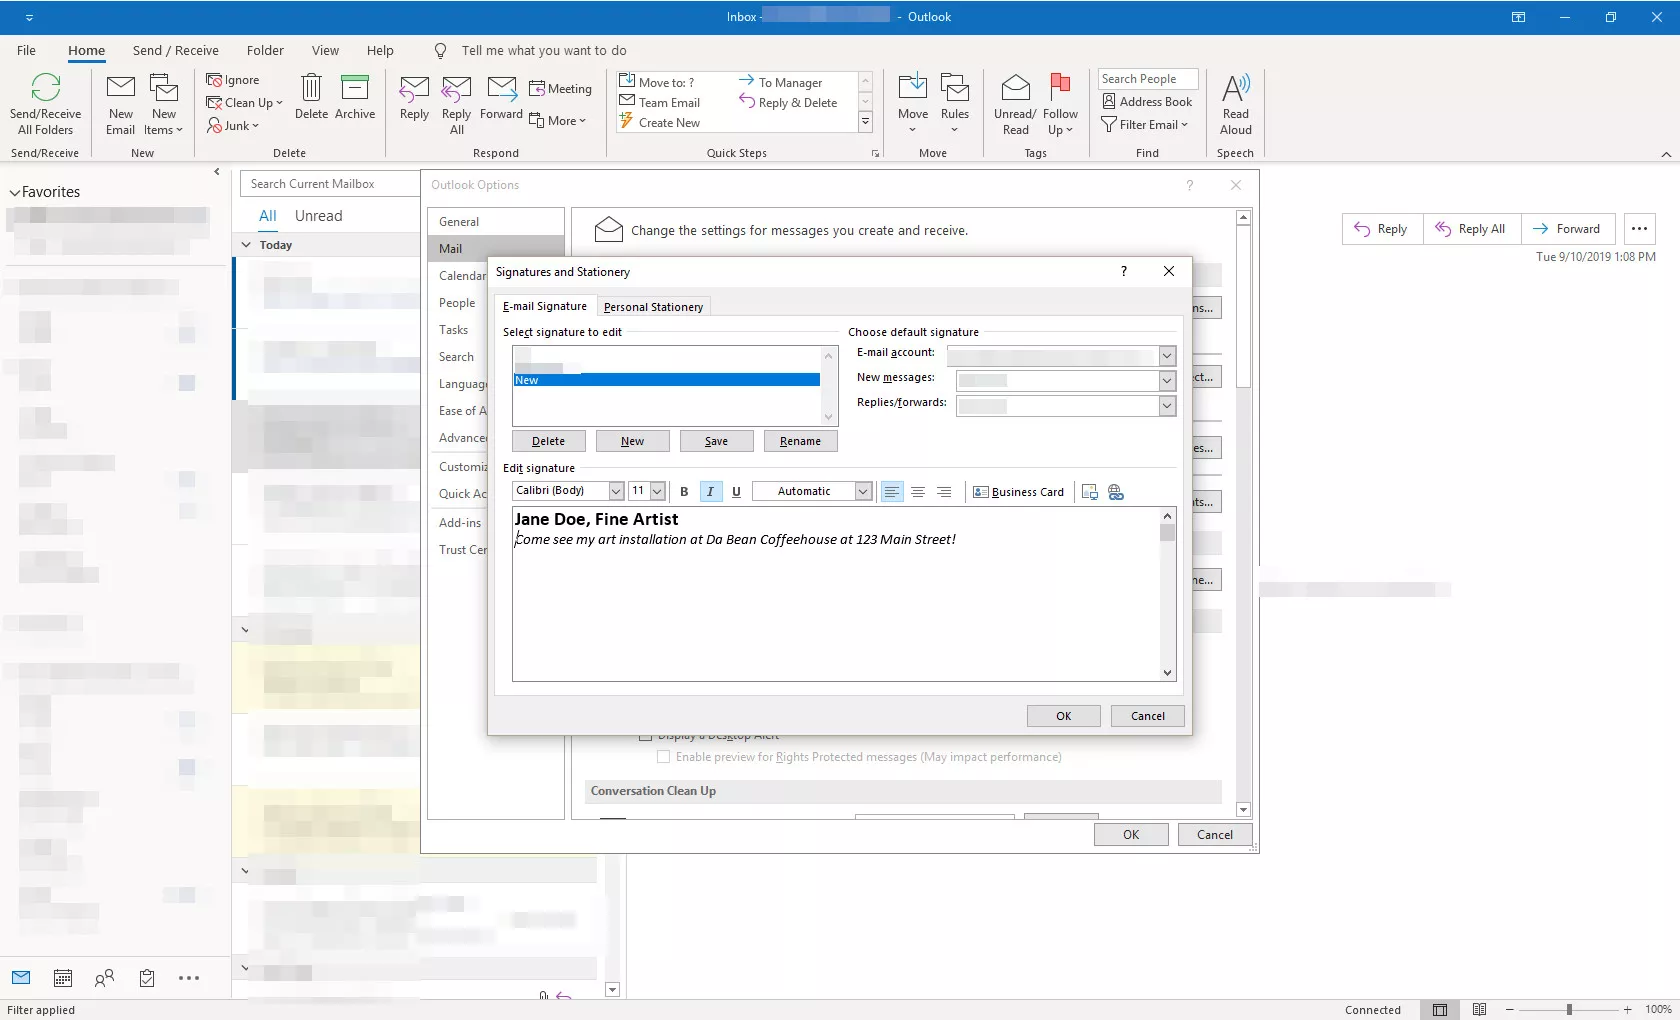 Inbox -
- Outlook
File Home Send / Receive Folder View Help Tell me what you want to do
Send/Receive
All Folders
Send/Receive
New
Email
New
Items
New
Ignore
Clean Up
Junk
Delete
Archive
Delete
Reply
Reply
All
Forward
Meeting
More
Respond
Move to: ?
Team Email
Create New
To Manager
Reply & Delete
Quick Steps
Move
Rules
Move
Unread/
Read
Follow
Up
Tags
Search People
Address Book
Filter Email
Find
Read
Aloud
Speech
Favorites
Search Current Mailbox
All Unread
Today
Reply Reply All Forward
Tue 9/10/2019 1:08 PM
Outlook Options
?
General
Mail
Calendar
People
Tasks
Search
Language
Ease of A
Advance
Customiz
Quick Ac
Add-ins
Trust Cer
Change the settings for messages you create and receive.
ns...
ct...
es...
ts...
ne...
Signatures and Stationery
?
E-mail Signature Personal Stationery
Select signature to edit
New
Delete New Save Rename
Choose default signature
E-mail account:
New messages:
Replies/forwards:
Edit signature
Calibri (Body) 11 B I U Automatic Business Card
Jane Doe, Fine Artist
Come see my art installation at Da Bean Coffeehouse at 123 Main Street!
OK Cancel
Display a Desktop Alert
Enable preview for Rights Protected messages (May impact performance)
Conversation Clean Up
OK Cancel
Filter applied
Connected
100%